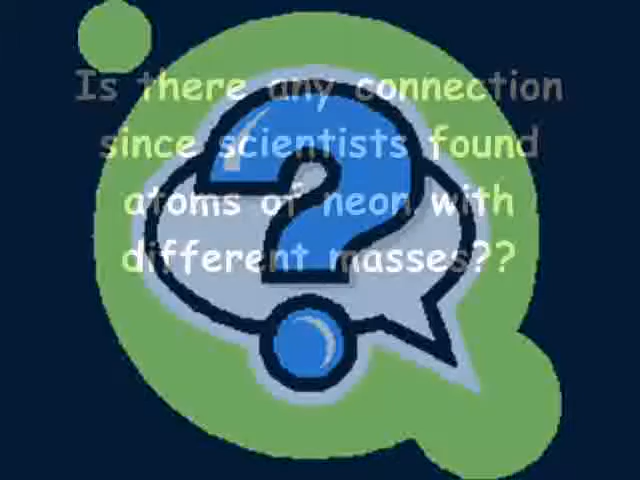 Is there any connection
since scientists found
atoms of neon with
different masses??